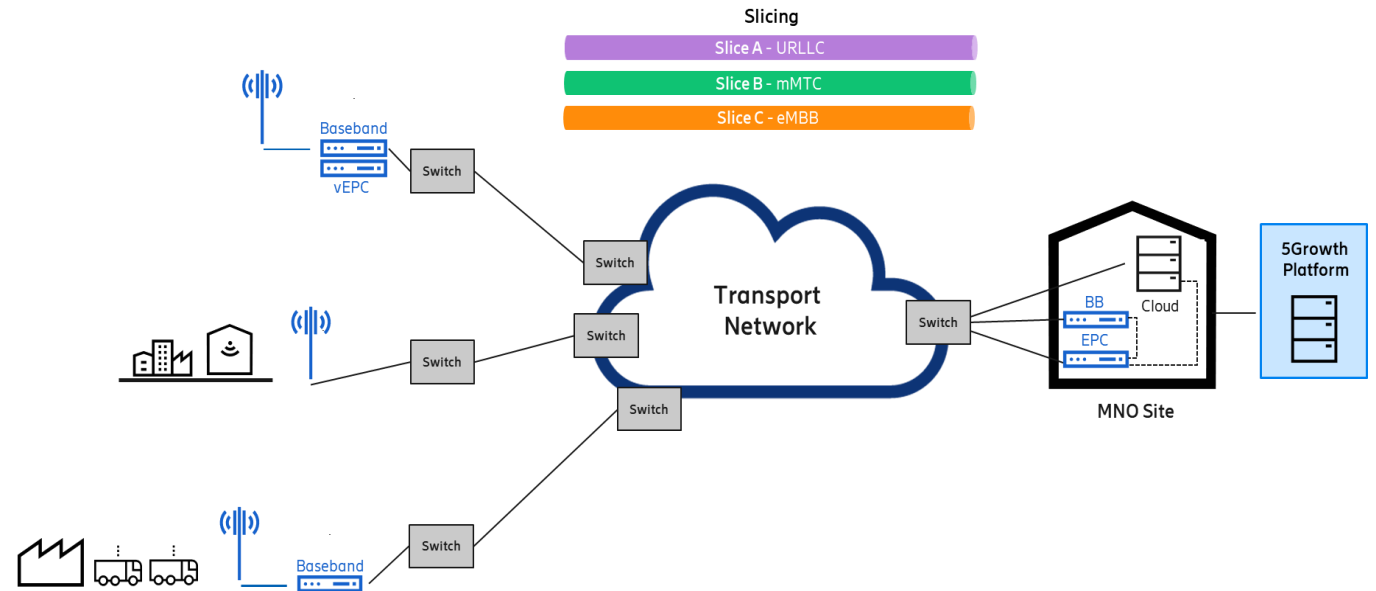 Slicing
Slice A - URLLC
Slice B - mMTC
Slice C - eMBB
Baseband
vEPC
Switch
Switch
Switch
Switch
Transport
Network
Switch
BB
EPC
Cloud
MNO Site
5Growth
Platform
Switch
Switch
Baseband
Switch